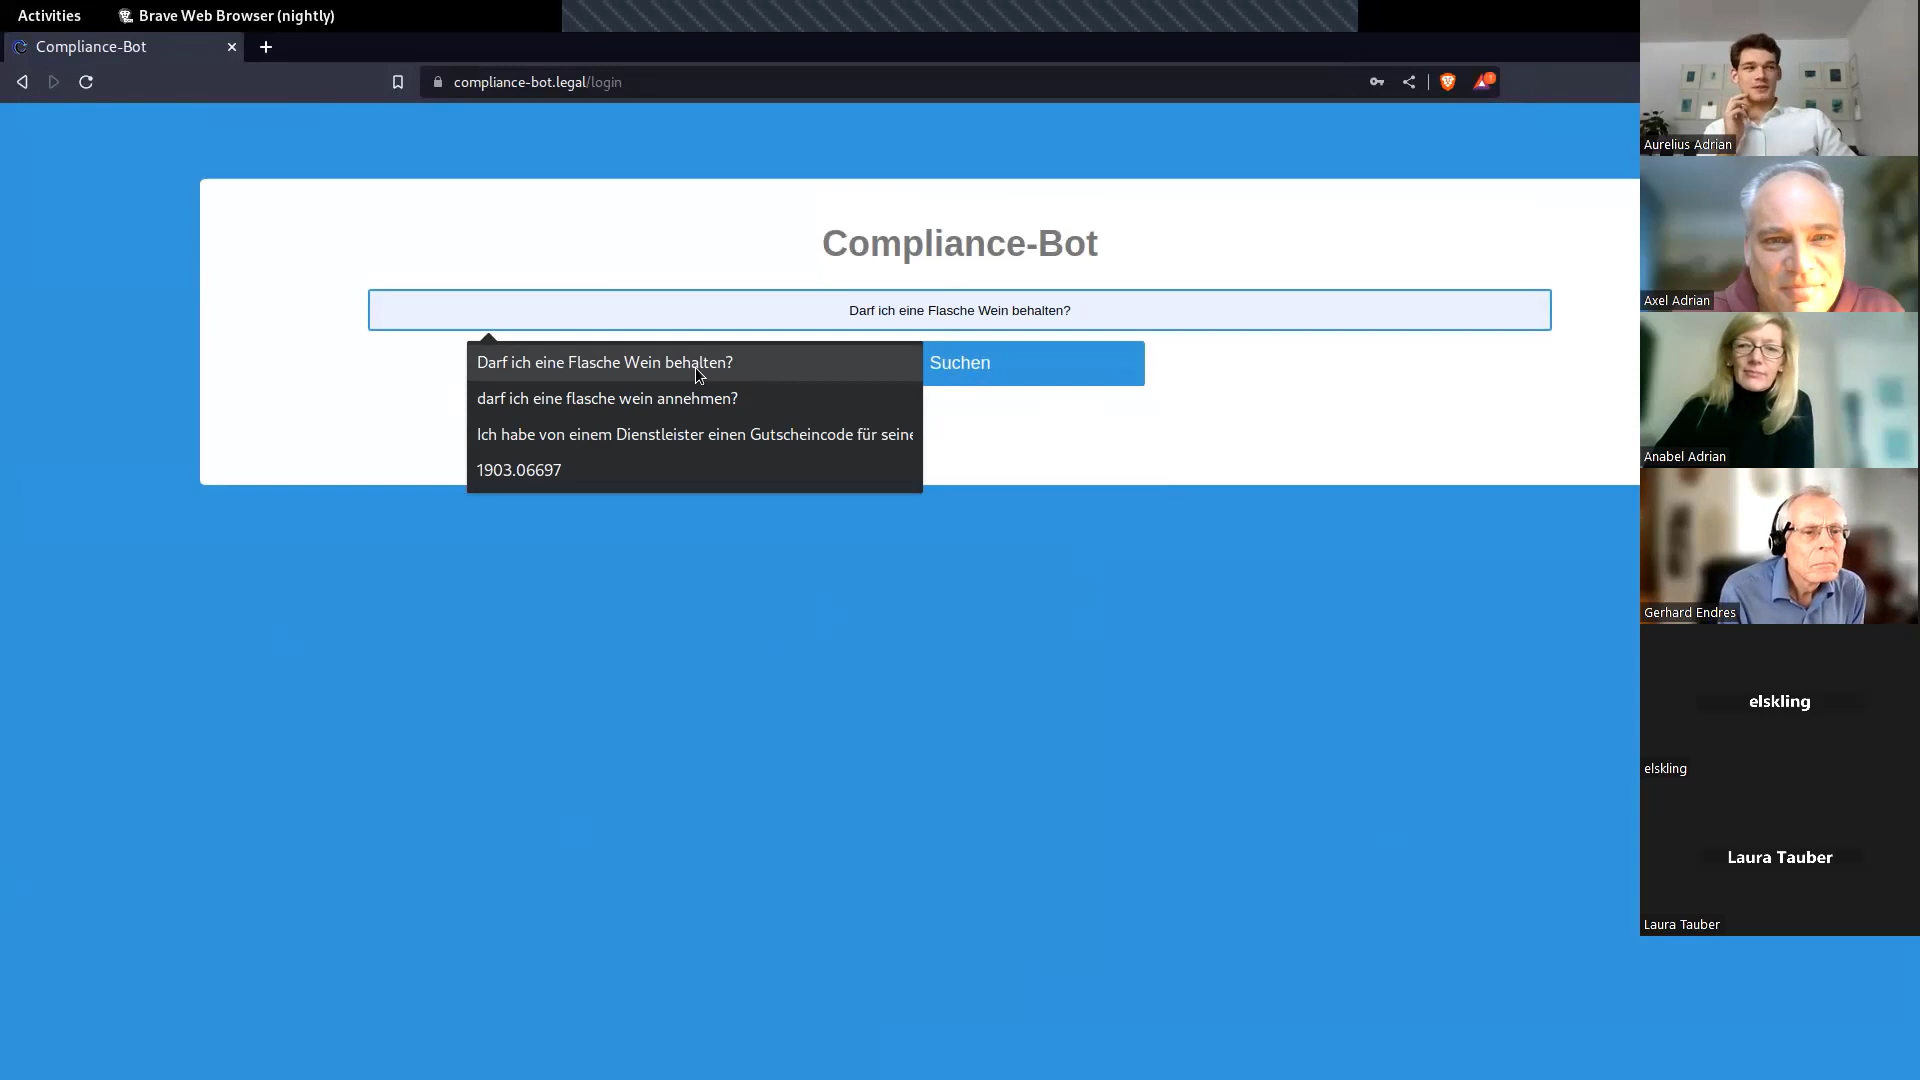 Activities
Brave Web Browser (nightly)
Compliance-Bot
compliance-bot.legal/login
Compliance-Bot
Darf ich eine Flasche Wein behalten?
Darf ich eine Flasche Wein behalten?
Suchen
darf ich eine flasche wein annehmen?
Ich habe von einem Dienstleister einen Gutscheincode für seine
1903.06697
Aurelius Adrian
Axel Adrian
Anabel Adrian
Gerhard Endres
elskling
elskling
Laura Tauber
Laura Tauber